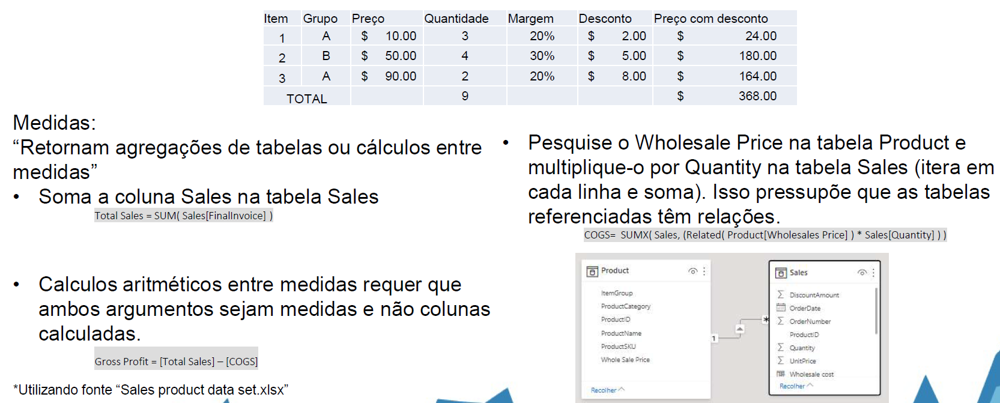 Item Grupo Preço Quantidade Margem Desconto Preço com desconto
1 A $ 10.00 3 20% $ 2.00 $ 24.00
2 B $ 50.00 4 30% $ 5.00 $ 180.00
3 A $ 90.00 2 20% $ 8.00 $ 164.00
TOTAL 9 $ 368.00
Medidas:
“Retornam agregações de tabelas ou cálculos entre
medidas”
• Soma a coluna Sales na tabela Sales
Total Sales = SUM( Sales[FinalInvoice] )
• Calculos aritméticos entre medidas requer que
ambos argumentos sejam medidas e não colunas
calculadas.
Gross Profit = [Total Sales] – [COGS]
*Utilizando fonte “Sales product data set.xlsx”
• Pesquise o Wholesale Price na tabela Product e
multiplique-o por Quantity na tabela Sales (itera em
cada linha e soma). Isso pressupõe que as tabelas
referenciadas têm relações.
COGS= SUMX( Sales, (Related( Product[Wholesales Price] ) * Sales[Quantity] ) )
Product
ItemGroup
ProductCategory
ProductID
ProductName
ProductSKU
Whole Sale Price
Recolher
1
*
Sales
DiscountAmount
OrderDate
OrderNumber
ProductID
Quantity
UnitPrice
Wholesale cost
Recolher